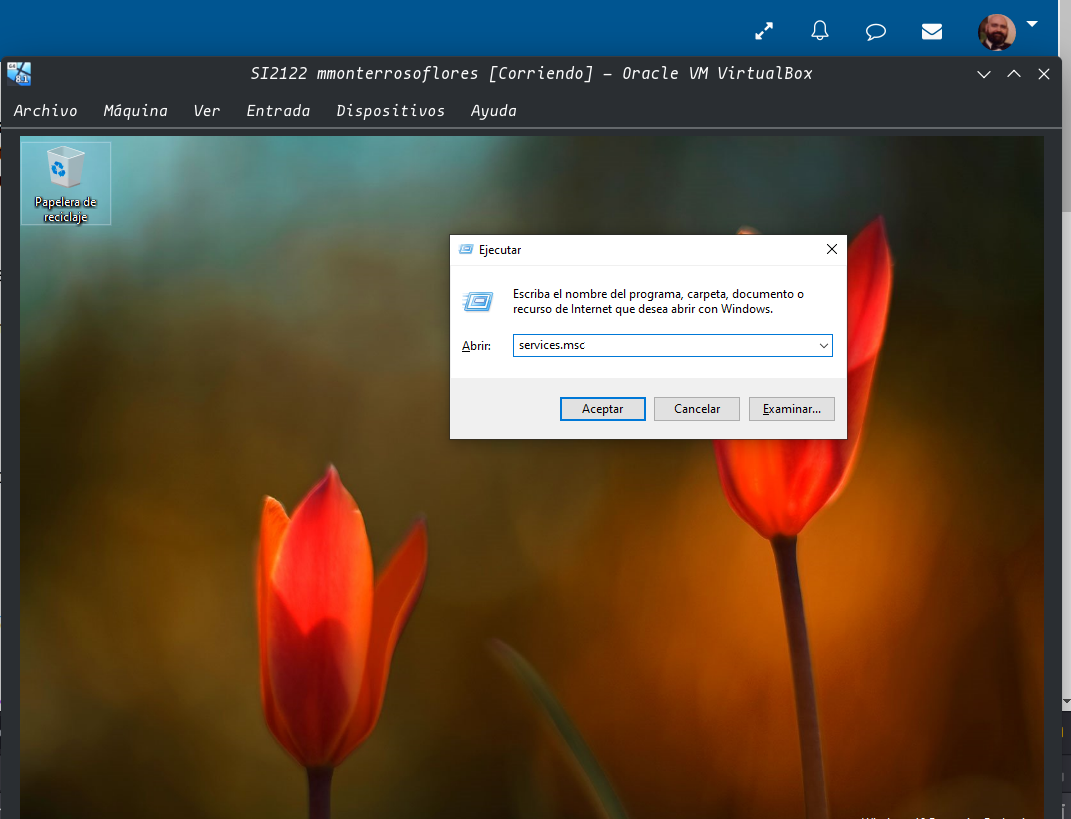 SI2122 mmonterrosoflores [Corriendo] – Oracle VM VirtualBox
Archivo Máquina Ver Entrada Dispositivos Ayuda
Papelera de
reciclaje
Ejecutar
Escriba el nombre del programa, carpeta, documento o
recurso de Internet que desea abrir con Windows.
Abrir: services.msc
Aceptar Cancelar Examinar...